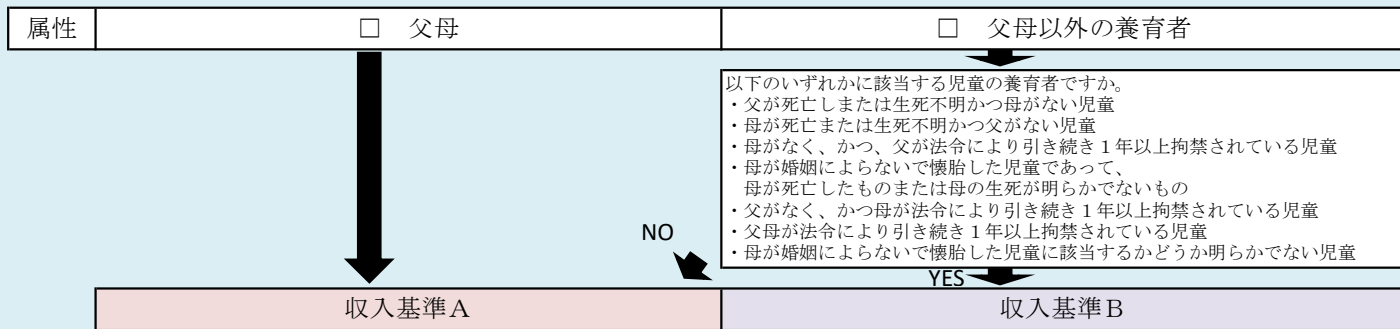 属性
□ 父母
□ 父母以外の養育者
以下のいずれかに該当する児童の養育者ですか。
・父が死亡しまたは生死不明かつ母がない児童
・母が死亡または生死不明かつ父がない児童
・母がなく、かつ、父が法令により引き続き１年以上拘禁されている児童
・母が婚姻によらないで懐胎した児童であって、
母が死亡したものまたは母の生死が明らかでないもの
・父がなく、かつ母が法令により引き続き１年以上拘禁されている児童
・父母が法令により引き続き１年以上拘禁されている児童
・母が婚姻によらないで懐胎した児童に該当するかどうか明らかでない児童
NO
YES
収入基準Ａ
収入基準Ｂ